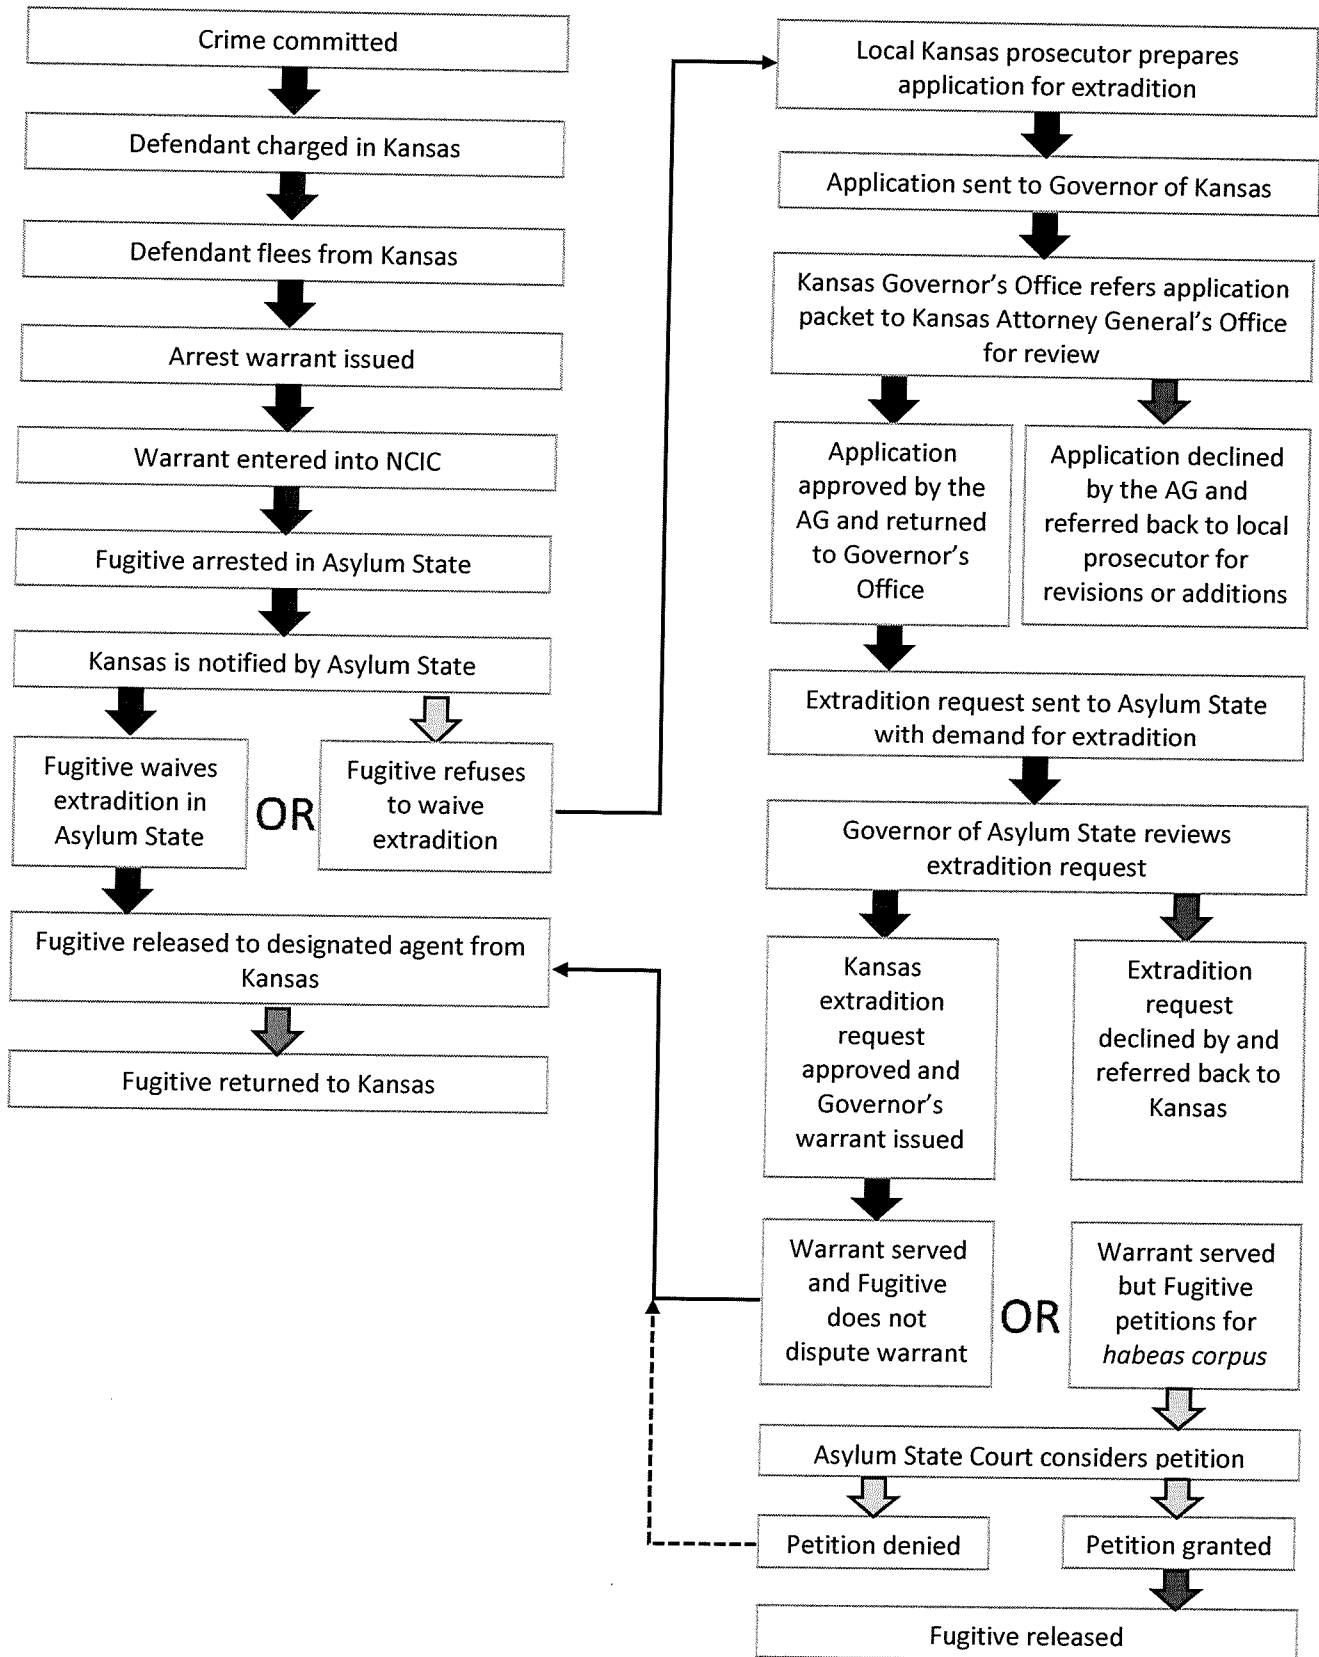 Crime committed
Defendant charged in Kansas
Defendant flees from Kansas
Arrest warrant issued
Warrant entered into NCIC
Fugitive arrested in Asylum State
Kansas is notified by Asylum State
Fugitive waives
extradition in
Asylum State
OR
Fugitive refuses
to waive
extradition
Fugitive released to designated agent from
Kansas
Fugitive returned to Kansas
Local Kansas prosecutor prepares
application for extradition
Application sent to Governor of Kansas
Kansas Governor's Office refers application
packet to Kansas Attorney General's Office
for review
Application
approved by the
AG and returned
to Governor's
Office
Application declined
by the AG and
referred back to local
prosecutor for
revisions or additions
Extradition request sent to Asylum State
with demand for extradition
Governor of Asylum State reviews
extradition request
Kansas
extradition
request
approved and
Governor's
warrant issued
Extradition
request
declined by and
referred back to
Kansas
Warrant served
and Fugitive
does not
dispute warrant
OR
Warrant served
but Fugitive
petitions for
habeas corpus
Asylum State Court considers petition
Petition denied
Petition granted
Fugitive released